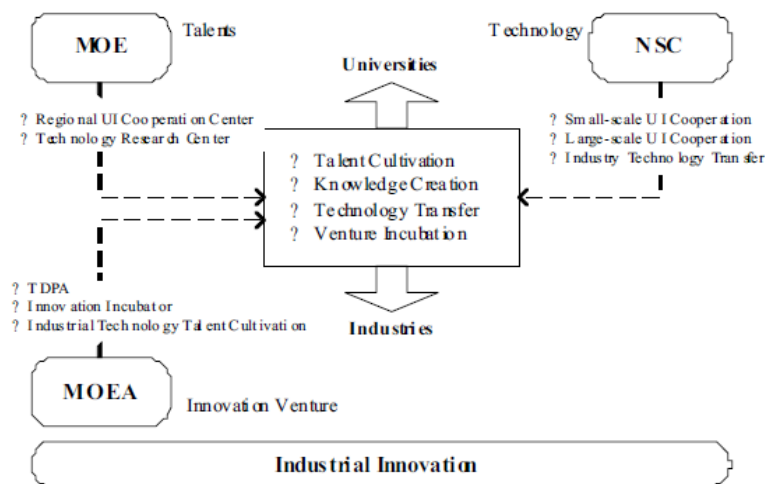 MOE
Talents
Technology
NSC
Universities
? Regional UI Cooperation Center
? Technology Research Center
? Small-scale UI Cooperation
? Large-scale UI Cooperation
? Industry Technology Transfer
? Talent Cultivation
? Knowledge Creation
? Technology Transfer
? Venture Incubation
? TDPA
? Innovation Incubator
? Industrial Technology Talent Cultivation
Industries
MOEA
Innovation Venture
Industrial Innovation